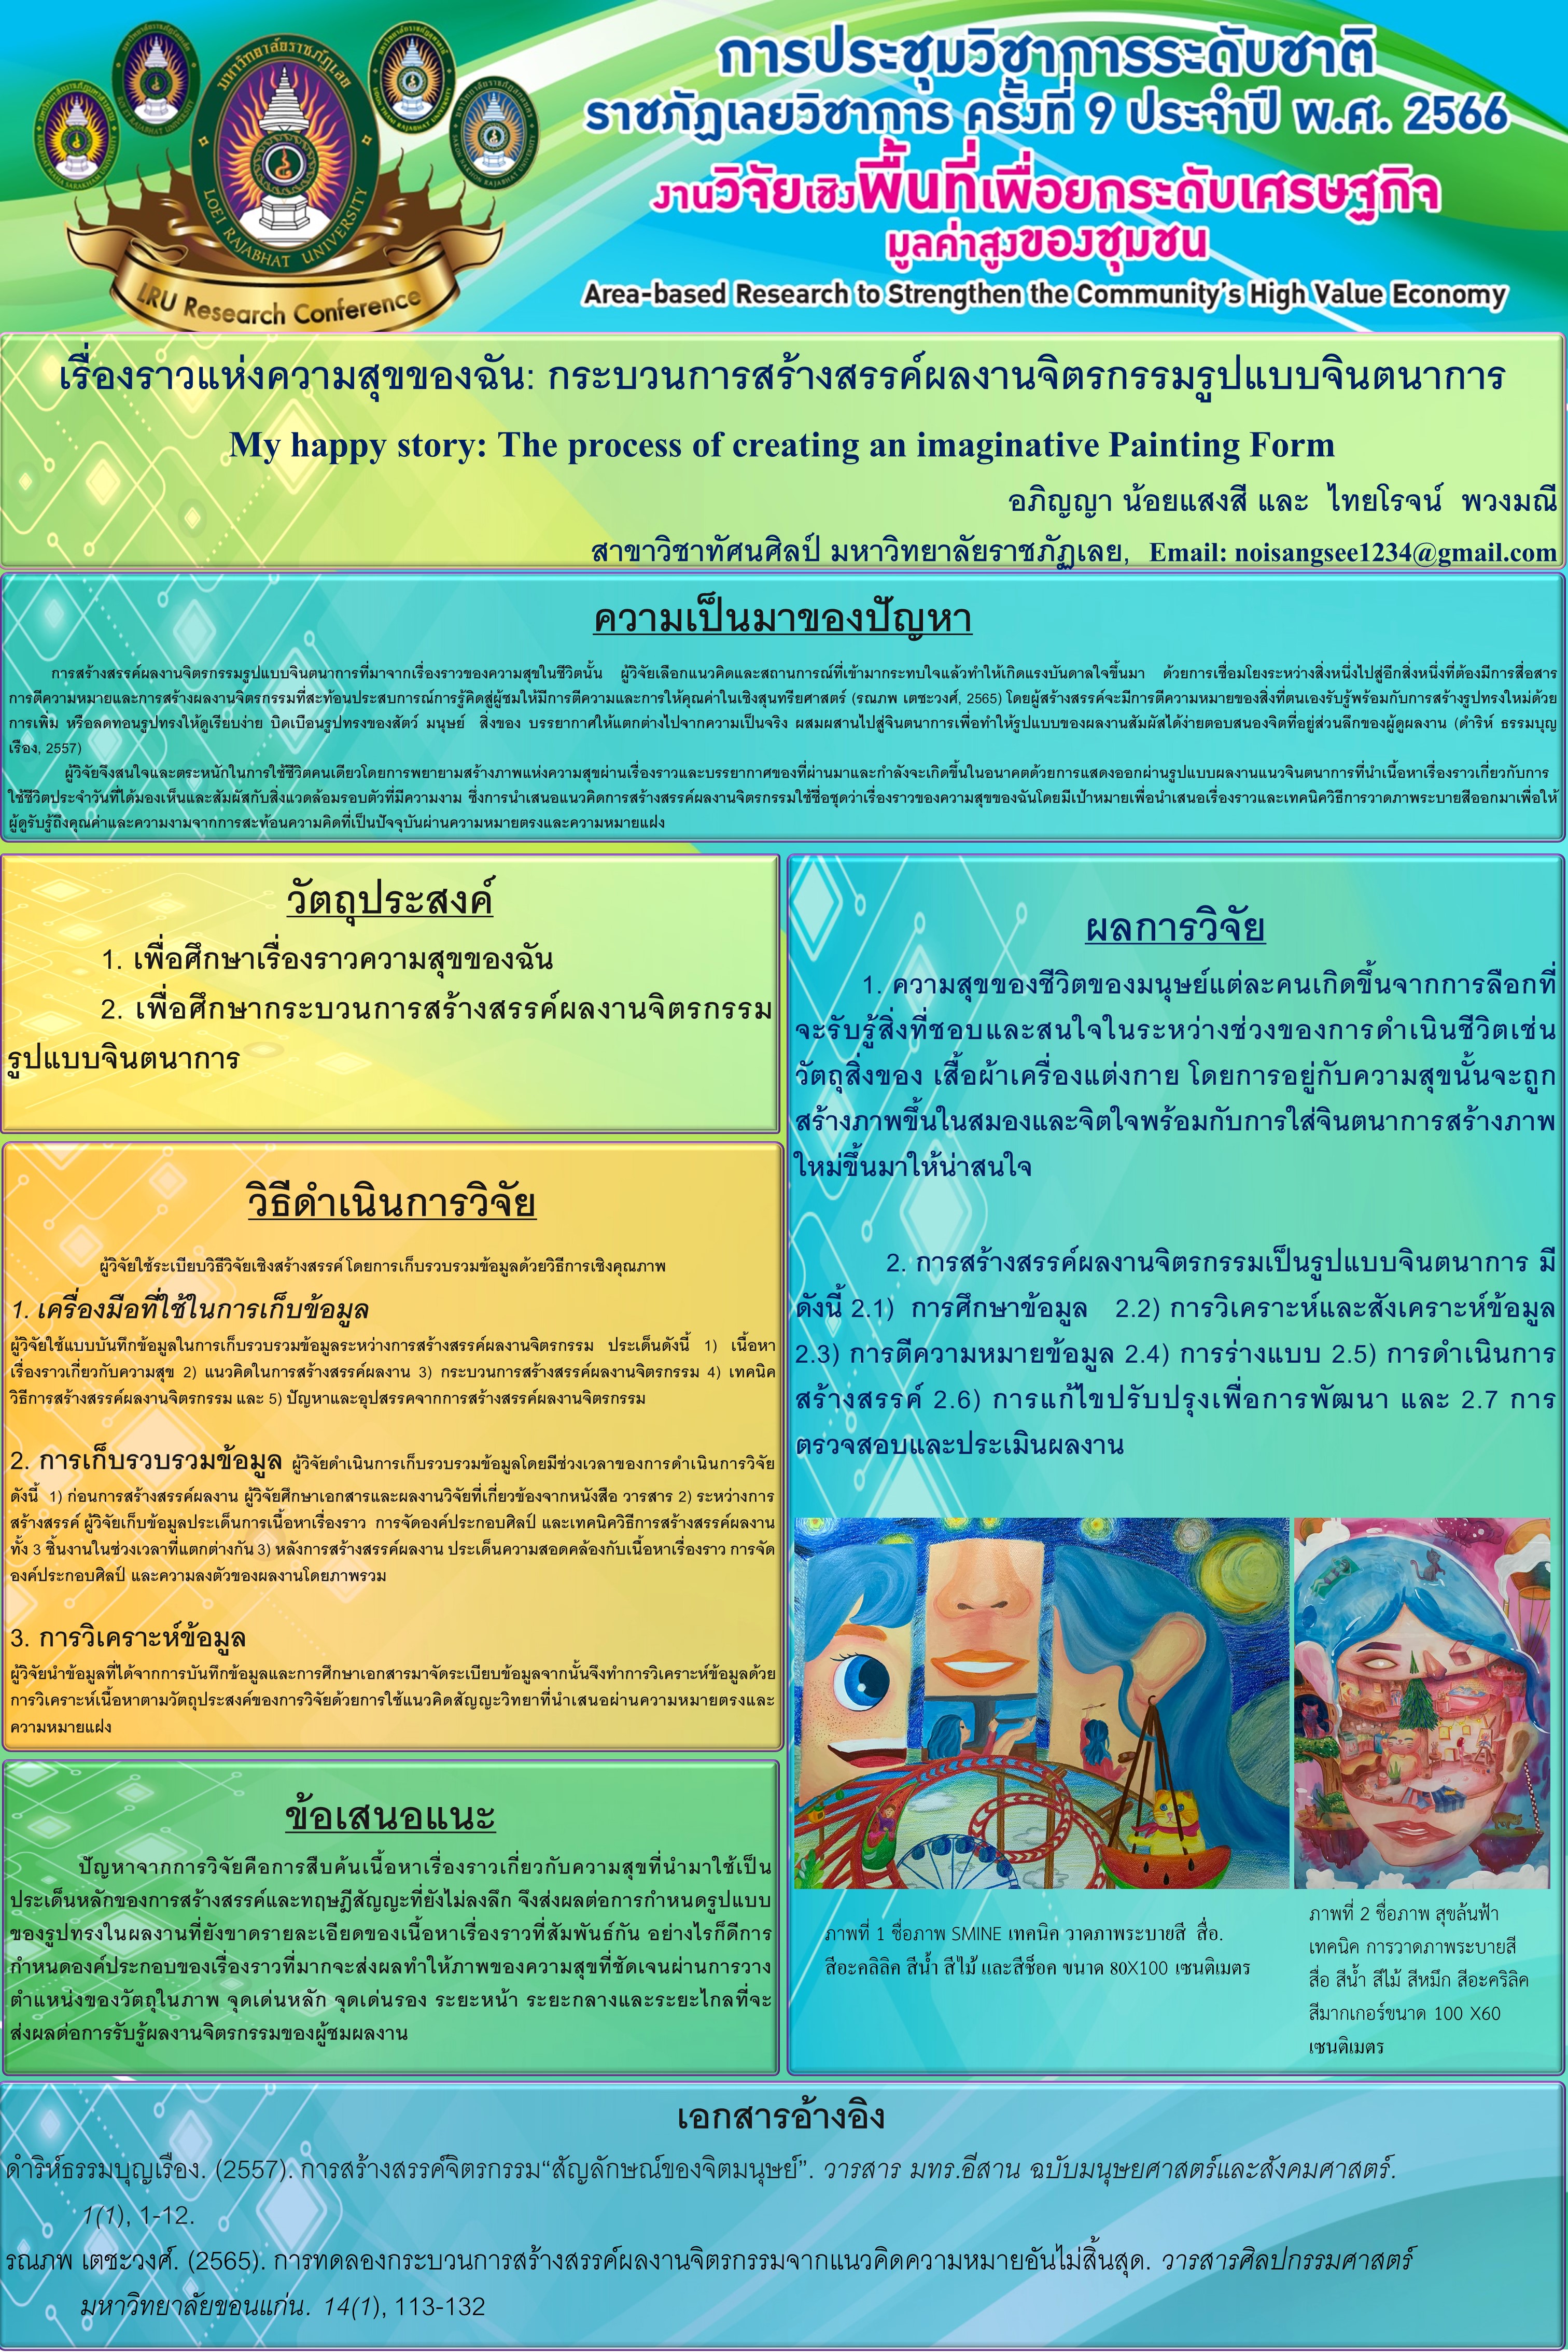 มหาวิทยาลัยราชภัฏเลย
LOEI RAJABHAT UNIVERSITY
LRU Research Conference
การประชุมวิชาการระดับชาติ
ราชภัฏเลยวิชาการ ครั้งที่ 9 ประจำปี พ.ศ. 2566
งานวิจัยเชิงพื้นที่เพื่อยกระดับเศรษฐกิจ
มูลค่าสูงของชุมชน
Area-based Research to Strengthen the Community's High Value Economy
เรื่องราวแห่งความสุขของฉัน: กระบวนการสร้างสรรค์ผลงานจิตรกรรมรูปแบบจินตนาการ
My happy story: The process of creating an imaginative Painting Form
อภิญญา น้อยแสงสี และ ไทยโรจน์ พวงมณี
สาขาวิชาทัศนศิลป์ มหาวิทยาลัยราชภัฏเลย, Email: noisangsee1234@gmail.com
ความเป็นมาของปัญหา
การสร้างสรรค์ผลงานจิตรกรรมรูปแบบจินตนาการที่มาจากเรื่องราวของความสุขในชีวิตนั้น ผู้วิจัยเลือกแนวคิดและสถานการณ์ที่เข้ามากระทบใจแล้วทำให้เกิดแรงบันดาลใจขึ้นมา ด้วยการเชื่อมโยงระหว่างสิ่งหนึ่งไปสู่อีกสิ่งหนึ่งที่ต้องมีการสื่อสาร
การตีความหมายและการสร้างผลงานจิตรกรรมที่สะท้อนประสบการณ์การรู้คิดสู่ผู้ชมให้มีการตีความและการให้คุณค่าในเชิงสุนทรียศาสตร์ (รณภพ เตชะวงศ์, 2565) โดยผู้สร้างสรรค์จะมีการตีความหมายของสิ่งที่ตนเองรับรู้พร้อมกับการสร้างรูปทรงใหม่ด้วย
การเพิ่ม หรือลดทอนรูปทรงให้ดูเรียบง่าย บิดเบือนรูปทรงของสัตว์ มนุษย์ สิ่งของ บรรยากาศให้แตกต่างไปจากความเป็นจริง ผสมผสานไปสู่จินตนาการเพื่อทำให้รูปแบบของผลงานสัมผัสได้ง่ายตอบสนองจิตที่อยู่ส่วนลึกของผู้ดูผลงาน (ดำริห์ ธรรมบุญ
เรือง, 2557)
ผู้วิจัยจึงสนใจและตระหนักในการใช้ชีวิตคนเดียวโดยการพยายามสร้างภาพแห่งความสุขผ่านเรื่องราวและบรรยากาศของที่ผ่านมาและกำลังจะเกิดขึ้นในอนาคตด้วยการแสดงออกผ่านรูปแบบผลงานแนวจินตนาการที่นำเนื้อหาเรื่องราวเกี่ยวกับการ
ใช้ชีวิตประจำวันที่ได้มองเห็นและสัมผัสกับสิ่งแวดล้อมรอบตัวที่มีความงาม ซึ่งการนำเสนอแนวคิดการสร้างสรรค์ผลงานจิตรกรรมใช้ชื่อชุดว่าเรื่องราวของความสุขของฉันโดยมีเป้าหมายเพื่อนำเสนอเรื่องราวและเทคนิควิธีการวาดภาพระบายสีออกมาเพื่อให้
ผู้ดูรับรู้ถึงคุณค่าและความงามจากการสะท้อนความคิดที่เป็นปัจจุบันผ่านความหมายตรงและความหมายแฝง
วัตถุประสงค์
1. เพื่อศึกษาเรื่องราวความสุขของฉัน
2. เพื่อศึกษากระบวนการสร้างสรรค์ผลงานจิตรกรรม
รูปแบบจินตนาการ
วิธีดำเนินการวิจัย
ผู้วิจัยใช้ระเบียบวิธีวิจัยเชิงสร้างสรรค์ โดยการเก็บรวบรวมข้อมูลด้วยวิธีการเชิงคุณภาพ
1. เครื่องมือที่ใช้ในการเก็บข้อมูล
ผู้วิจัยใช้แบบบันทึกข้อมูลในการเก็บรวบรวมข้อมูลระหว่างการสร้างสรรค์ผลงานจิตรกรรม ประเด็นดังนี้ 1) เนื้อหา
เรื่องราวเกี่ยวกับความสุข 2) แนวคิดในการสร้างสรรค์ผลงาน 3) กระบวนการสร้างสรรค์ผลงานจิตรกรรม 4) เทคนิค
วิธีการสร้างสรรค์ผลงานจิตรกรรม และ 5) ปัญหาและอุปสรรคจากการสร้างสรรค์ผลงานจิตรกรรม
2. การเก็บรวบรวมข้อมูล ผู้วิจัยดำเนินการเก็บรวบรวมข้อมูลโดยมีช่วงเวลาของการดำเนินการวิจัย
ดังนี้ 1) ก่อนการสร้างสรรค์ผลงาน ผู้วิจัยศึกษาเอกสารและผลงานวิจัยที่เกี่ยวข้องจากหนังสือ วารสาร 2) ระหว่างการ
สร้างสรรค์ ผู้วิจัยเก็บข้อมูลประเด็นการเนื้อหาเรื่องราว การจัดองค์ประกอบศิลป์ และเทคนิควิธีการสร้างสรรค์ผลงาน
ทั้ง 3 ชิ้นงานในช่วงเวลาที่แตกต่างกัน 3) หลังการสร้างสรรค์ผลงาน ประเด็นความสอดคล้องกับเนื้อหาเรื่องราว การจัด
องค์ประกอบศิลป์ และความลงตัวของผลงานโดยภาพรวม
3. การวิเคราะห์ข้อมูล
ผู้วิจัยนำข้อมูลที่ได้จากการบันทึกข้อมูลและการศึกษาเอกสารมาจัดระเบียบข้อมูลจากนั้นจึงทำการวิเคราะห์ข้อมูลด้วย
การวิเคราะห์เนื้อหาตามวัตถุประสงค์ของการวิจัยด้วยการใช้แนวคิดสัญญะวิทยาที่นำเสนอผ่านความหมายตรงและ
ความหมายแฝง
ข้อเสนอแนะ
ปัญหาจากการวิจัยคือการสืบค้นเนื้อหาเรื่องราวเกี่ยวกับความสุขที่นำมาใช้เป็น
ประเด็นหลักของการสร้างสรรค์และทฤษฎีสัญญะที่ยังไม่ลงลึก จึงส่งผลต่อการกำหนดรูปแบบ
ของรูปทรงในผลงานที่ยังขาดรายละเอียดของเนื้อหาเรื่องราวที่สัมพันธ์กัน อย่างไรก็ดีการ
กำหนดองค์ประกอบของเรื่องราวที่มากจะส่งผลทำให้ภาพของความสุขที่ชัดเจนผ่านการวาง
ตำแหน่งของวัตถุในภาพ จุดเด่นหลัก จุดเด่นรอง ระยะหน้า ระยะกลางและระยะไกลที่จะ
ส่งผลต่อการรับรู้ผลงานจิตรกรรมของผู้ชมผลงาน
ผลการวิจัย
1. ความสุขของชีวิตของมนุษย์แต่ละคนเกิดขึ้นจากการลือกที่
จะรับรู้สิ่งที่ชอบและสนใจในระหว่างช่วงของการดำเนินชีวิตเช่น
วัตถุสิ่งของ เสื้อผ้าเครื่องแต่งกาย โดยการอยู่กับความสุขนั้นจะถูก
สร้างภาพขึ้นในสมองและจิตใจพร้อมกับการใส่จินตนาการสร้างภาพ
ใหม่ขึ้นมาให้น่าสนใจ
2. การสร้างสรรค์ผลงานจิตรกรรมเป็นรูปแบบจินตนาการ มี
ดังนี้ 2.1) การศึกษาข้อมูล 2.2) การวิเคราะห์และสังเคราะห์ข้อมูล
2.3) การตีความหมายข้อมูล 2.4) การร่างแบบ 2.5) การดำเนินการ
สร้างสรรค์ 2.6) การแก้ไขปรับปรุงเพื่อการพัฒนา และ 2.7 การ
ตรวจสอบและประเมินผลงาน
ภาพที่ 1 ชื่อภาพ SMINE เทคนิค วาดภาพระบายสี สื่อ.
สีอะคลิลิค สีน้ำ สีไม้ และสีช็อค ขนาด 80X100 เซนติเมตร
ภาพที่ 2 ชื่อภาพ สุขล้นฟ้า
เทคนิค การวาดภาพระบายสี
สื่อ สีน้ำ สีไม้ สีหมึก สีอะคริลิค
สีมากเกอร์ขนาด 100 X60
เซนติเมตร
เอกสารอ้างอิง
ดำริห์ธรรมบุญเรือง. (2557). การสร้างสรรค์จิตรกรรม“สัญลักษณ์ของจิตมนุษย์”. วารสาร มทร.อีสาน ฉบับมนุษยศาสตร์และสังคมศาสตร์.
1(1), 1-12.
รณภพ เตชะวงศ์. (2565). การทดลองกระบวนการสร้างสรรค์ผลงานจิตรกรรมจากแนวคิดความหมายอันไม่สิ้นสุด. วารสารศิลปกรรมศาสตร์
มหาวิทยาลัยขอนแก่น. 14(1), 113-132